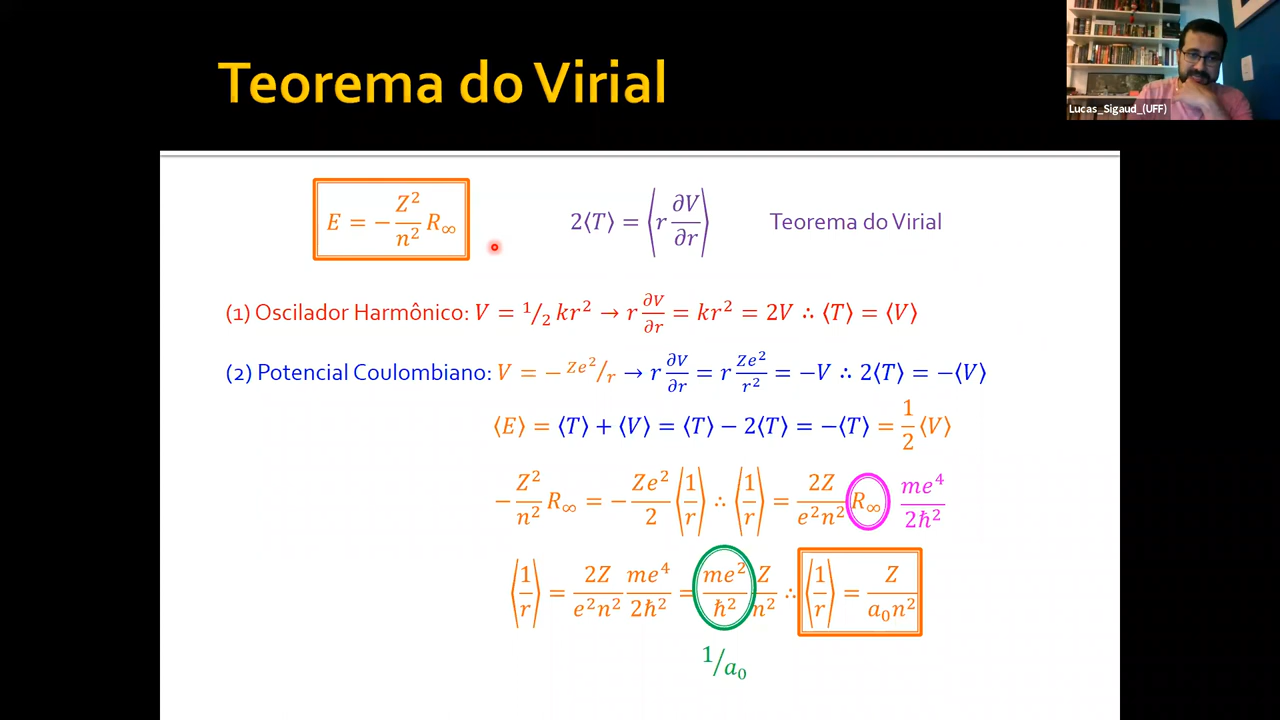 Teorema do Virial
Lucas_Sigaud_(UFF)
E = −Z²/n² R∞
2⟨T⟩ = ⟨r ∂V/∂r⟩ Teorema do Virial
(1) Oscilador Harmônico: V = 1/2 kr² → r ∂V/∂r = kr² = 2V ∴ ⟨T⟩ = ⟨V⟩
(2) Potencial Coulombiano: V = − Ze²/r → r ∂V/∂r = r Ze²/r² = −V ∴ 2⟨T⟩ = −⟨V⟩
⟨E⟩ = ⟨T⟩ + ⟨V⟩ = ⟨T⟩ − 2⟨T⟩ = −⟨T⟩ = 1/2 ⟨V⟩
−Z²/n² R∞ = −Ze²/2 ⟨1/r⟩ ∴ ⟨1/r⟩ = 2Z/e²n² R∞ me⁴/2ħ²
⟨1/r⟩ = 2Z/e²n² me⁴/2ħ² = me²/ħ² Z/n² ∴ ⟨1/r⟩ = Z/a₀n²
1/a₀